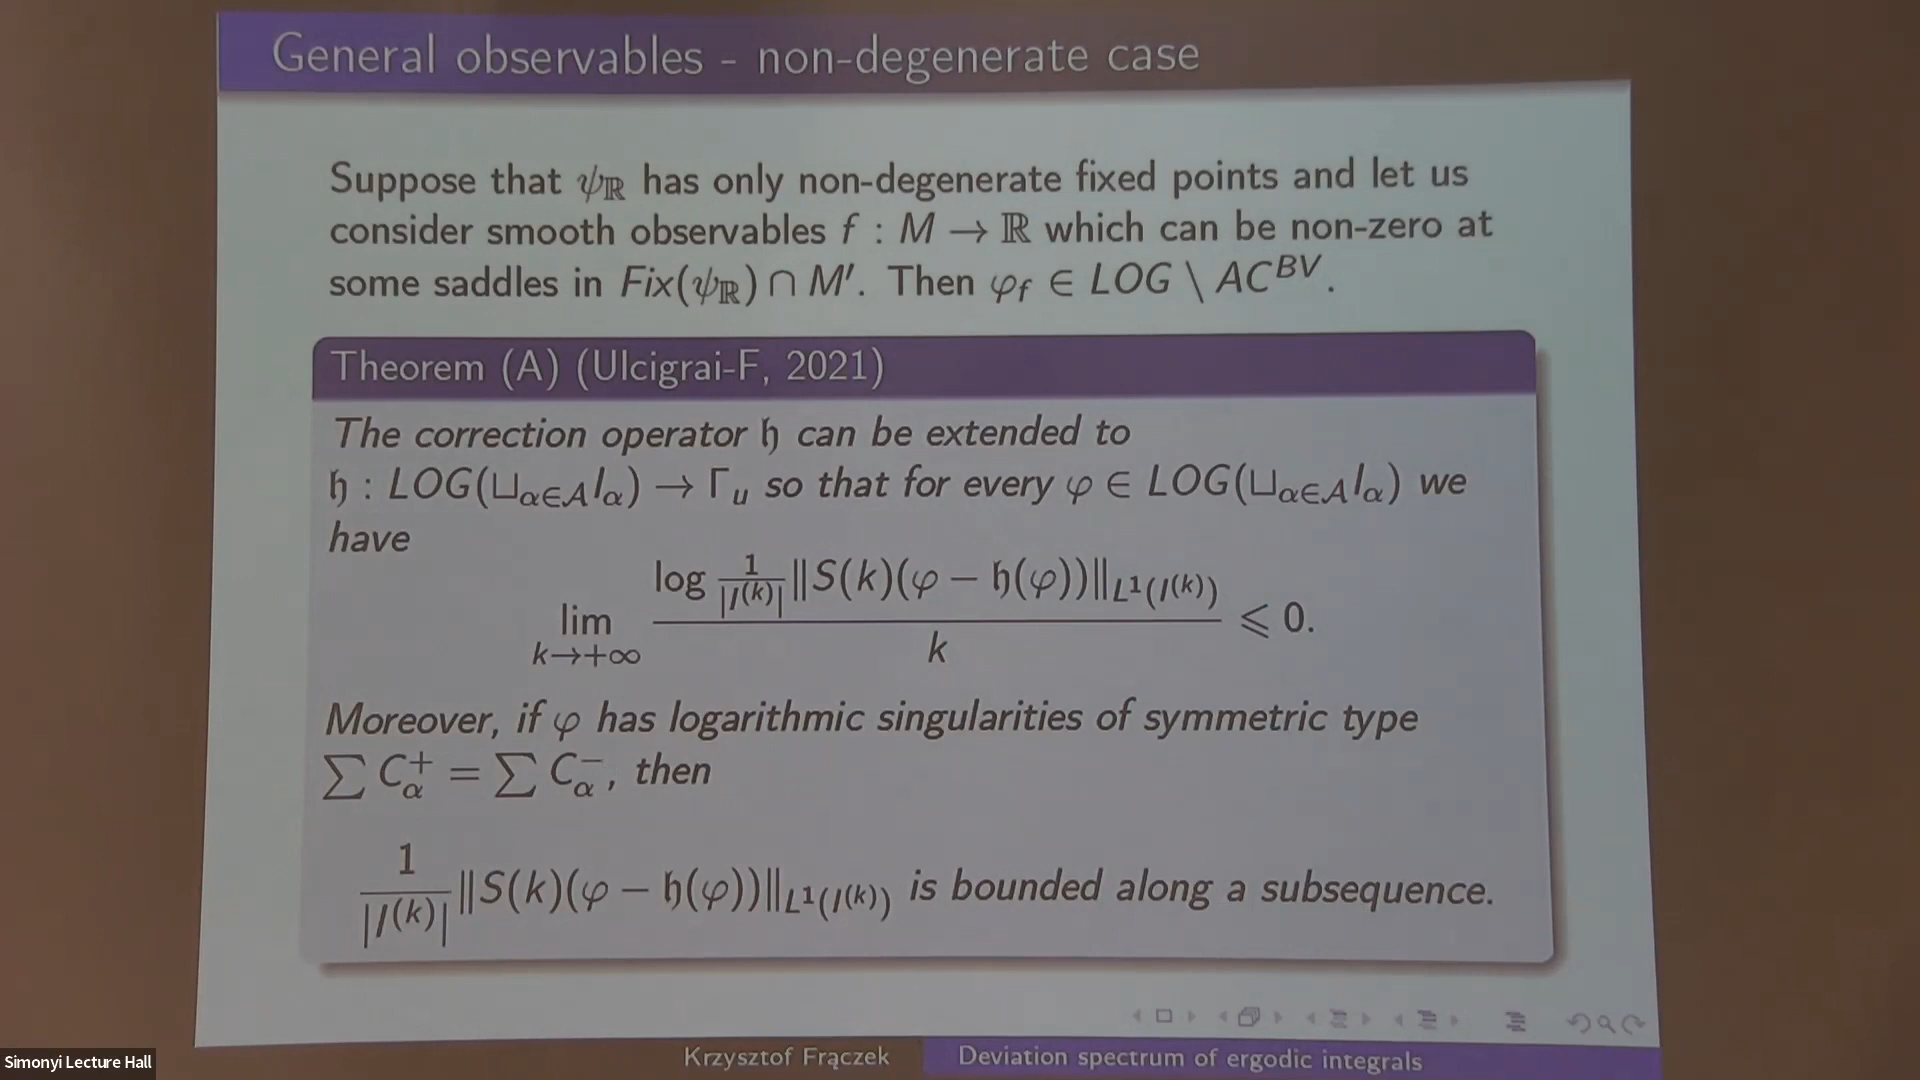 General observables - non-degenerate case
Suppose that ψ_ℝ has only non-degenerate fixed points and let us
consider smooth observables f : M → ℝ which can be non-zero at
some saddles in Fix(ψ_ℝ) ∩ M′. Then φ_f ∈ LOG \ AC^BV.
Theorem (A) (Ulcigrai-F, 2021)
The correction operator 𝔥 can be extended to
𝔥 : LOG(⊔_{α∈𝒜} I_α) → Γ_u so that for every φ ∈ LOG(⊔_{α∈𝒜} I_α) we
have
lim_{k→+∞} \frac{log \frac{1}{|I^{(k)}|} ‖S(k)(φ − 𝔥(φ))‖_{L^1(I^{(k)})}}{k} ⩽ 0.
Moreover, if φ has logarithmic singularities of symmetric type
∑ C_α^+ = ∑ C_α^−, then
\frac{1}{|I^{(k)}|} ‖S(k)(φ − 𝔥(φ))‖_{L^1(I^{(k)})} is bounded along a subsequence.
Krzysztof Frączek Deviation spectrum of ergodic integrals
Simonyi Lecture Hall